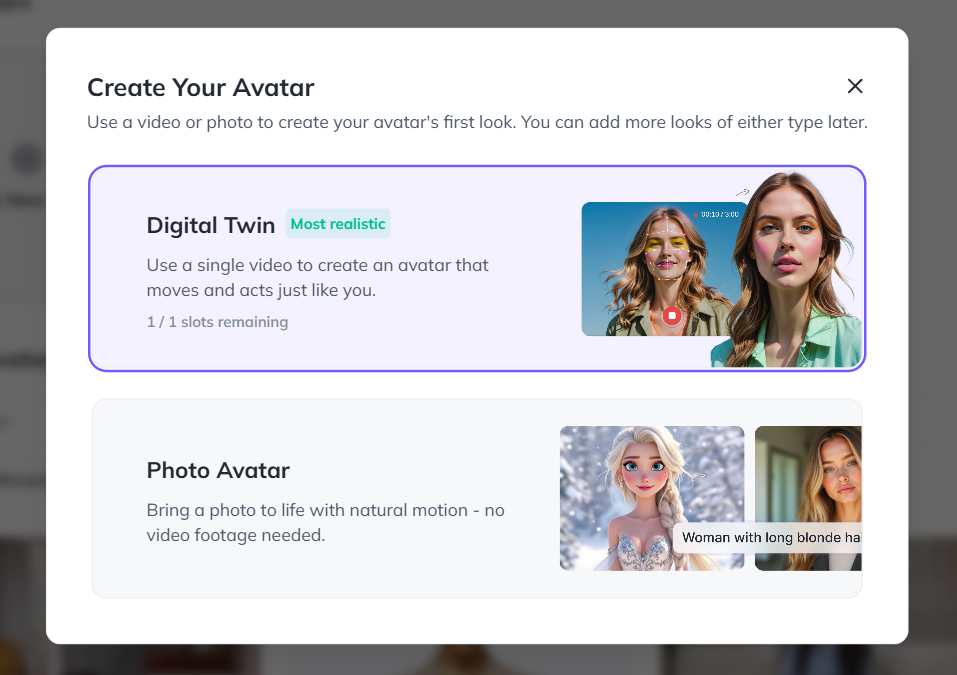 Create Your Avatar
Use a video or photo to create your avatar's first look. You can add more looks of either type later.
Digital Twin
Most realistic
Use a single video to create an avatar that
moves and acts just like you.
1 / 1 slots remaining
00:10 / 3:00
Photo Avatar
Bring a photo to life with natural motion - no
video footage needed.
Woman with long blonde ha